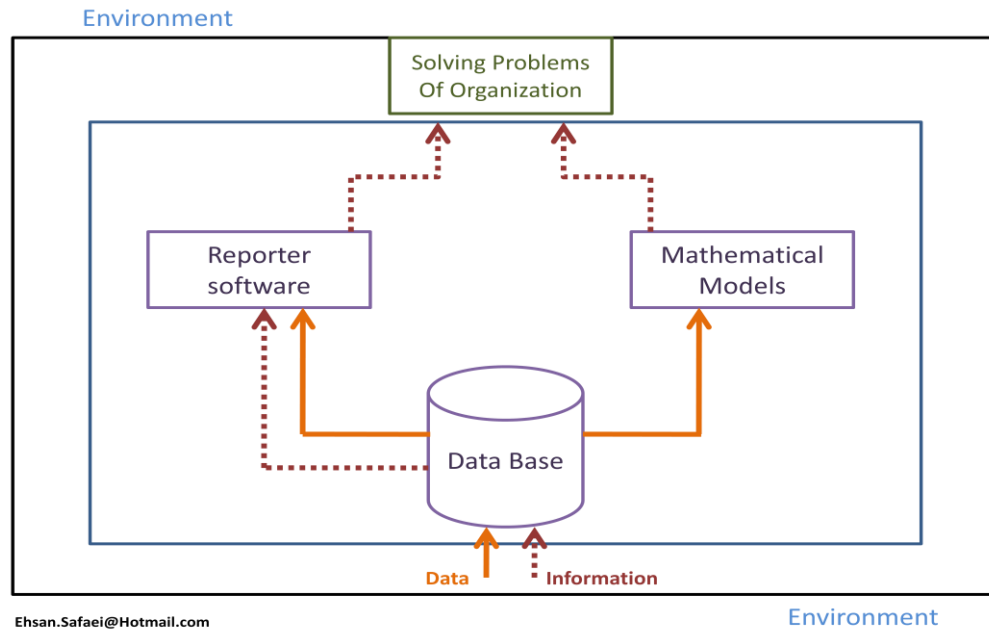 Environment
Solving Problems
Of Organization
Reporter
software
Mathematical
Models
Data Base
Data
Information
Ehsan.Safaei@Hotmail.com
Environment